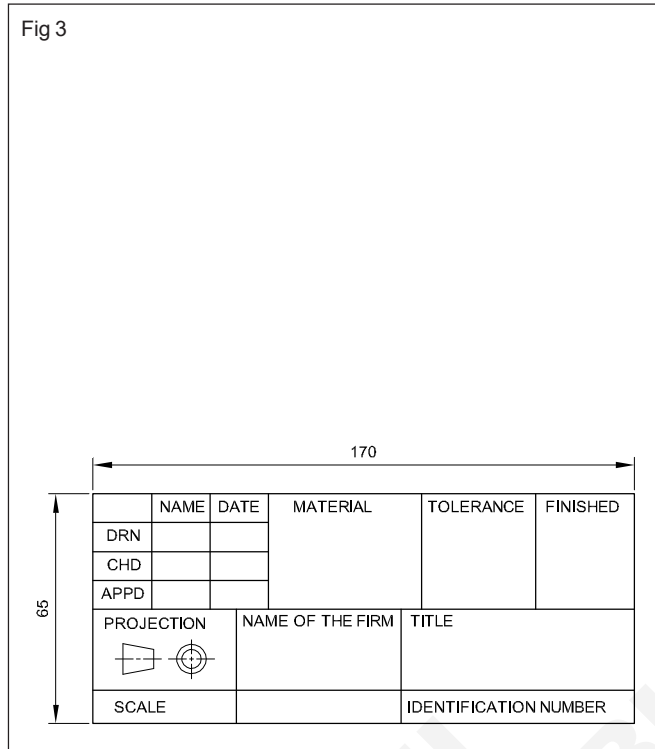 Fig 3
170
65
NAME DATE MATERIAL TOLERANCE FINISHED
DRN
CHD
APPD
PROJECTION NAME OF THE FIRM TITLE
SCALE IDENTIFICATION NUMBER